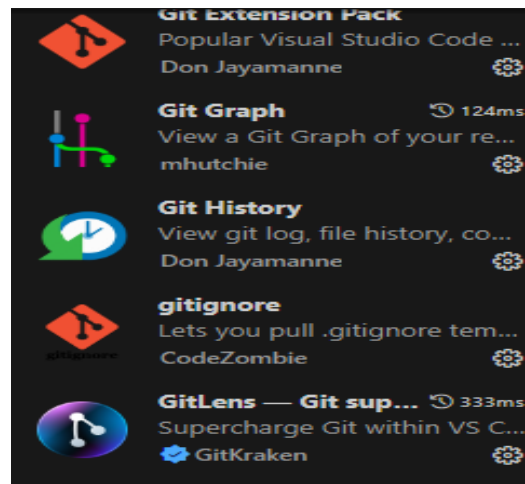 Git Extension Pack
Popular Visual Studio Code ...
Don Jayamanne
Git Graph 124ms
View a Git Graph of your re...
mhutchie
Git History
View git log, file history, co...
Don Jayamanne
gitignore
Lets you pull .gitignore tem...
gitignore
CodeZombie
GitLens — Git sup... 333ms
Supercharge Git within VS C...
GitKraken